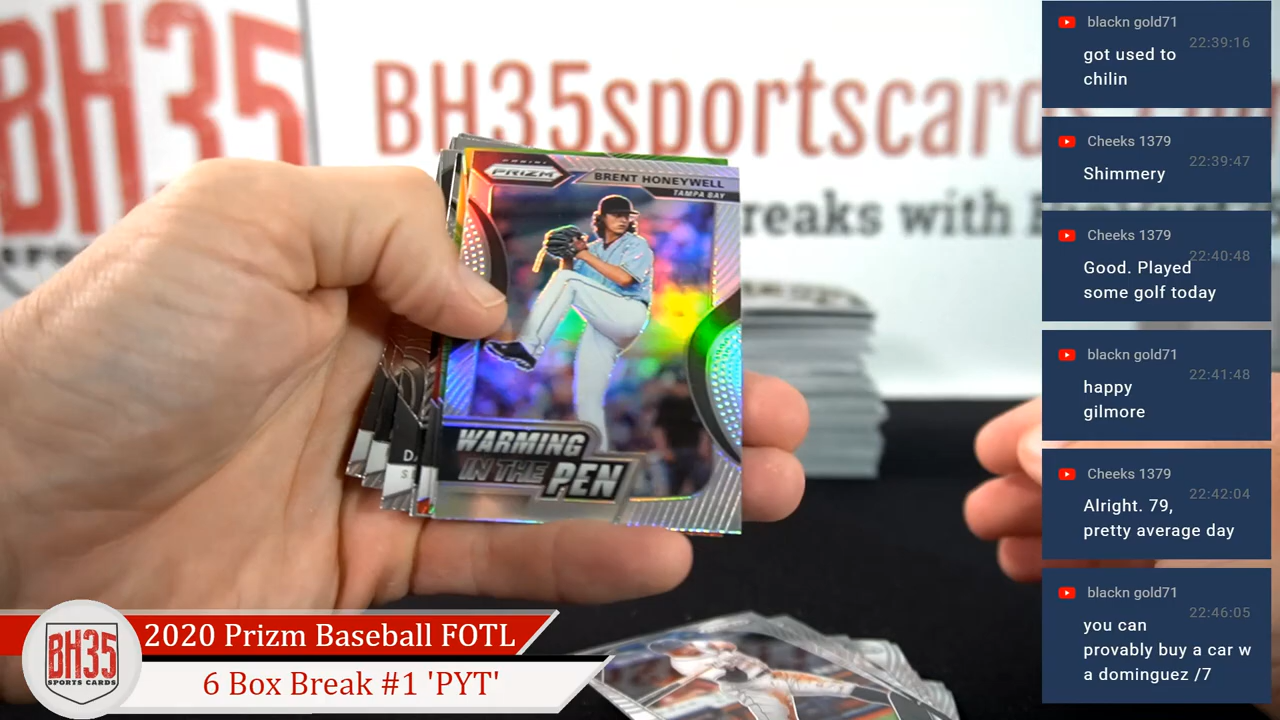 BH35
BH35sportscards
reaks with
PANINI
PRIZM
BRENT HONEYWELL
TAMPA BAY
WARMING
IN THE
PEN
2020 Prizm Baseball FOTL
6 Box Break #1 'PYT'
BH35
SPORTS CARDS
blackn gold71
22:39:16
got used to
chilin
Cheeks 1379
22:39:47
Shimmery
Cheeks 1379
22:40:48
Good. Played
some golf today
blackn gold71
22:41:48
happy
gilmore
Cheeks 1379
22:42:04
Alright. 79,
pretty average day
blackn gold71
22:46:05
you can
provably buy a car w
a dominguez /7